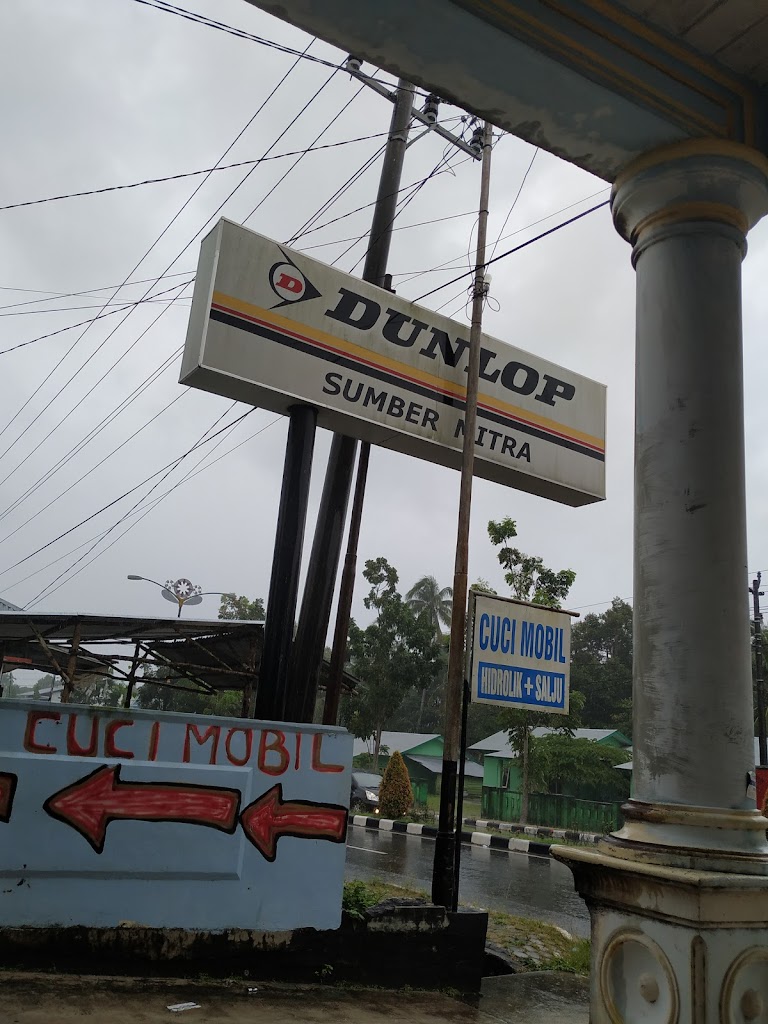 D DUNLOP
SUMBER MITRA
CUCI MOBIL
HIDROLIK + SALJU
CUCI MOBIL